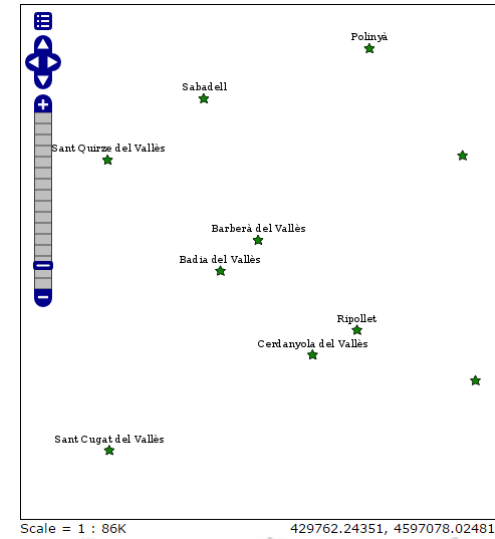 Polinyà
Sabadell
Sant Quirze del Vallès
Barberà del Vallès
Badia del Vallès
Ripollet
Cerdanyola del Vallès
Sant Cugat del Vallès
Scale = 1 : 86K
429762.24351, 4597078.02481